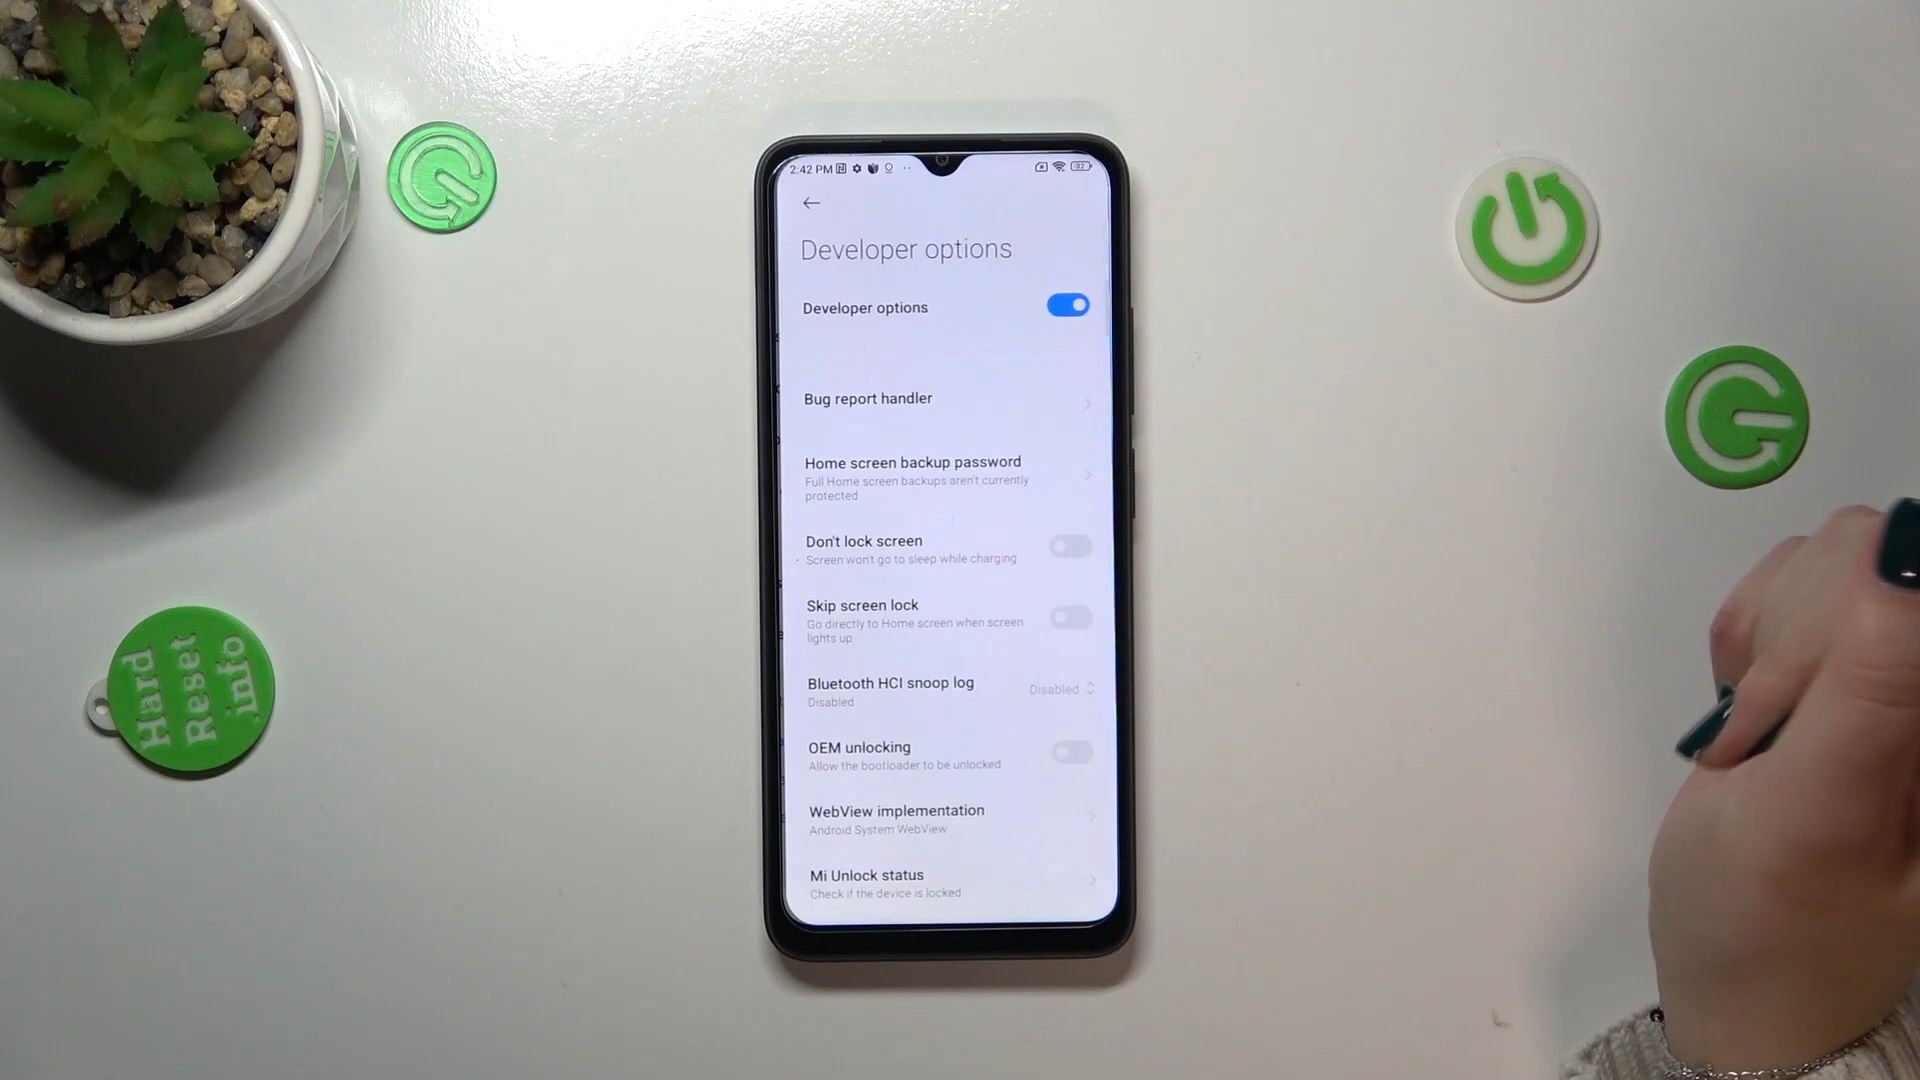 2:42 PM
Developer options
Developer options
Bug report handler
Home screen backup password
Full Home screen backups aren't currently
protected
Don't lock screen
Screen won't go to sleep while charging
Skip screen lock
Go directly to Home screen when screen
lights up
Bluetooth HCI snoop log
Disabled
Disabled
OEM unlocking
Allow the bootloader to be unlocked
WebView implementation
Android System WebView
Mi Unlock status
Check if the device is locked
Hard
Reset
.info